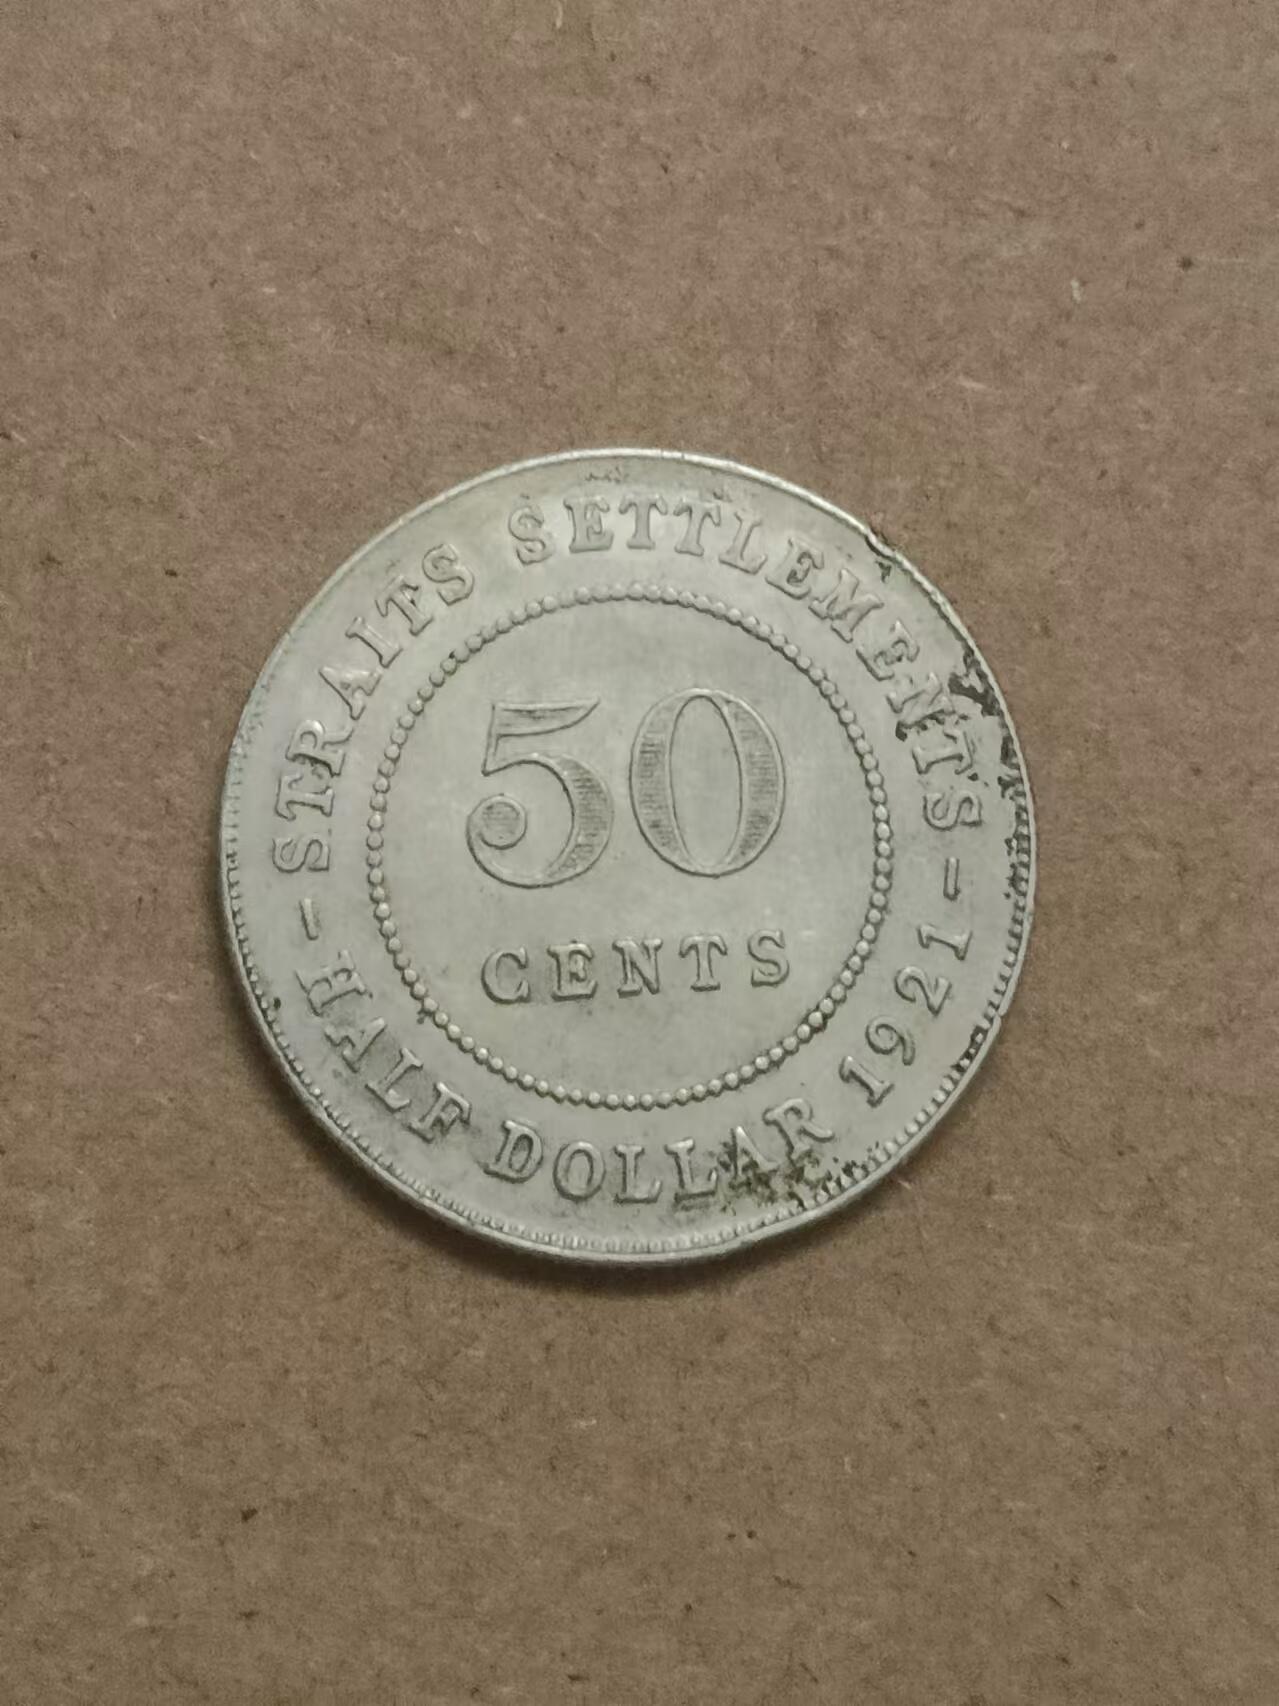 STRAITS SETTLEMENTS
50
CENTS
– HALF DOLLAR 1921 –